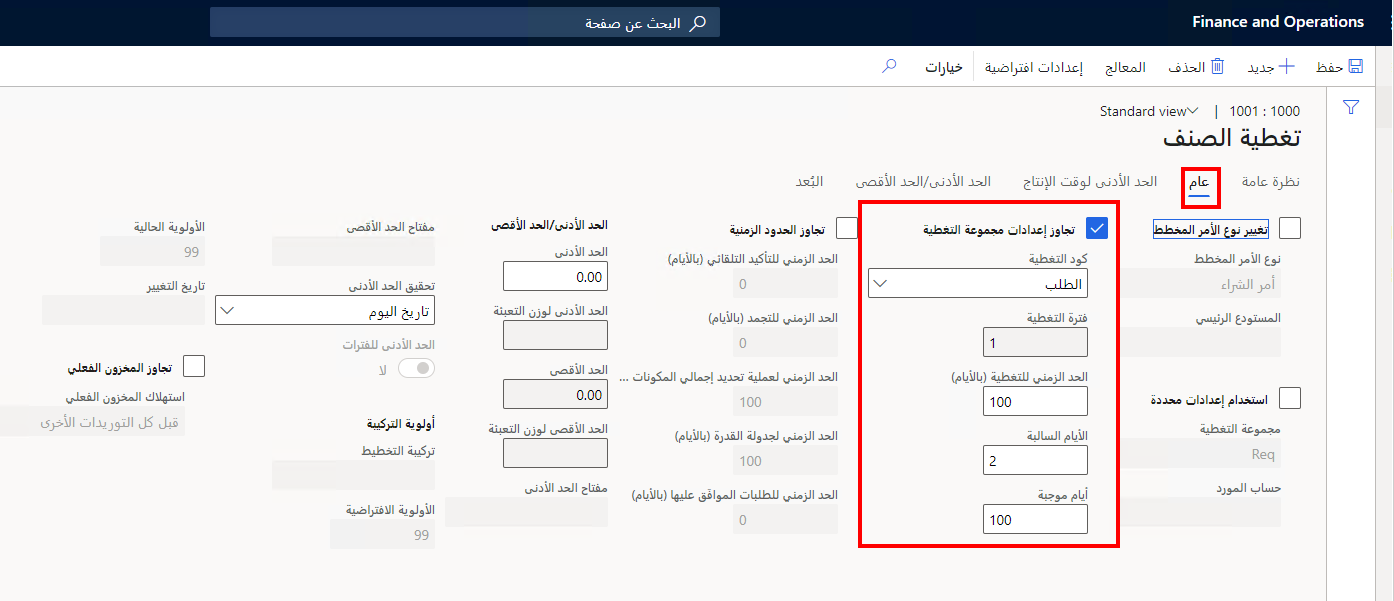 Finance and Operations
البحث عن صفحة
حفظ
جديد
الحذف
المعالج
إعدادات افتراضية
خيارات
1000 : 1001 | Standard view
تغطية الصنف
نظرة عامة
عام
الحد الأدنى لوقت الإنتاج
الحد الأدنى/الحد الأقصى
البُعد
تغيير نوع الأمر المخطط
نوع الأمر المخطط
أمر الشراء
المستودع الرئيسي
استخدام إعدادات محددة
مجموعة التغطية
Req
حساب المورد
تجاوز إعدادات مجموعة التغطية
كود التغطية
الطلب
فترة التغطية
1
الحد الزمني للتغطية (بالأيام)
100
الأيام السالبة
2
أيام موجبة
100
تجاوز الحدود الزمنية
الحد الزمني للتأكيد التلقائي (بالأيام)
0
الحد الزمني للتجمد (بالأيام)
0
الحد الزمني لعملية تحديد إجمالي المكونات ...
100
الحد الزمني لجدولة القدرة (بالأيام)
100
الحد الزمني للطلبات الموافَق عليها (بالأيام)
0
الحد الأدنى/الحد الأقصى
الحد الأدنى
0.00
الحد الأدنى لوزن التعبئة
الحد الأقصى
0.00
الحد الأقصى لوزن التعبئة
مفتاح الحد الأدنى
مفتاح الحد الأقصى
تحقيق الحد الأدنى
تاريخ اليوم
الحد الأدنى للفترات
لا
أولوية التركيبة
تركيبة التخطيط
الأولوية الافتراضية
99
الأولوية الحالية
99
تاريخ التغيير
تجاوز المخزون الفعلي
استهلاك المخزون الفعلي
قبل كل التوريدات الأخرى